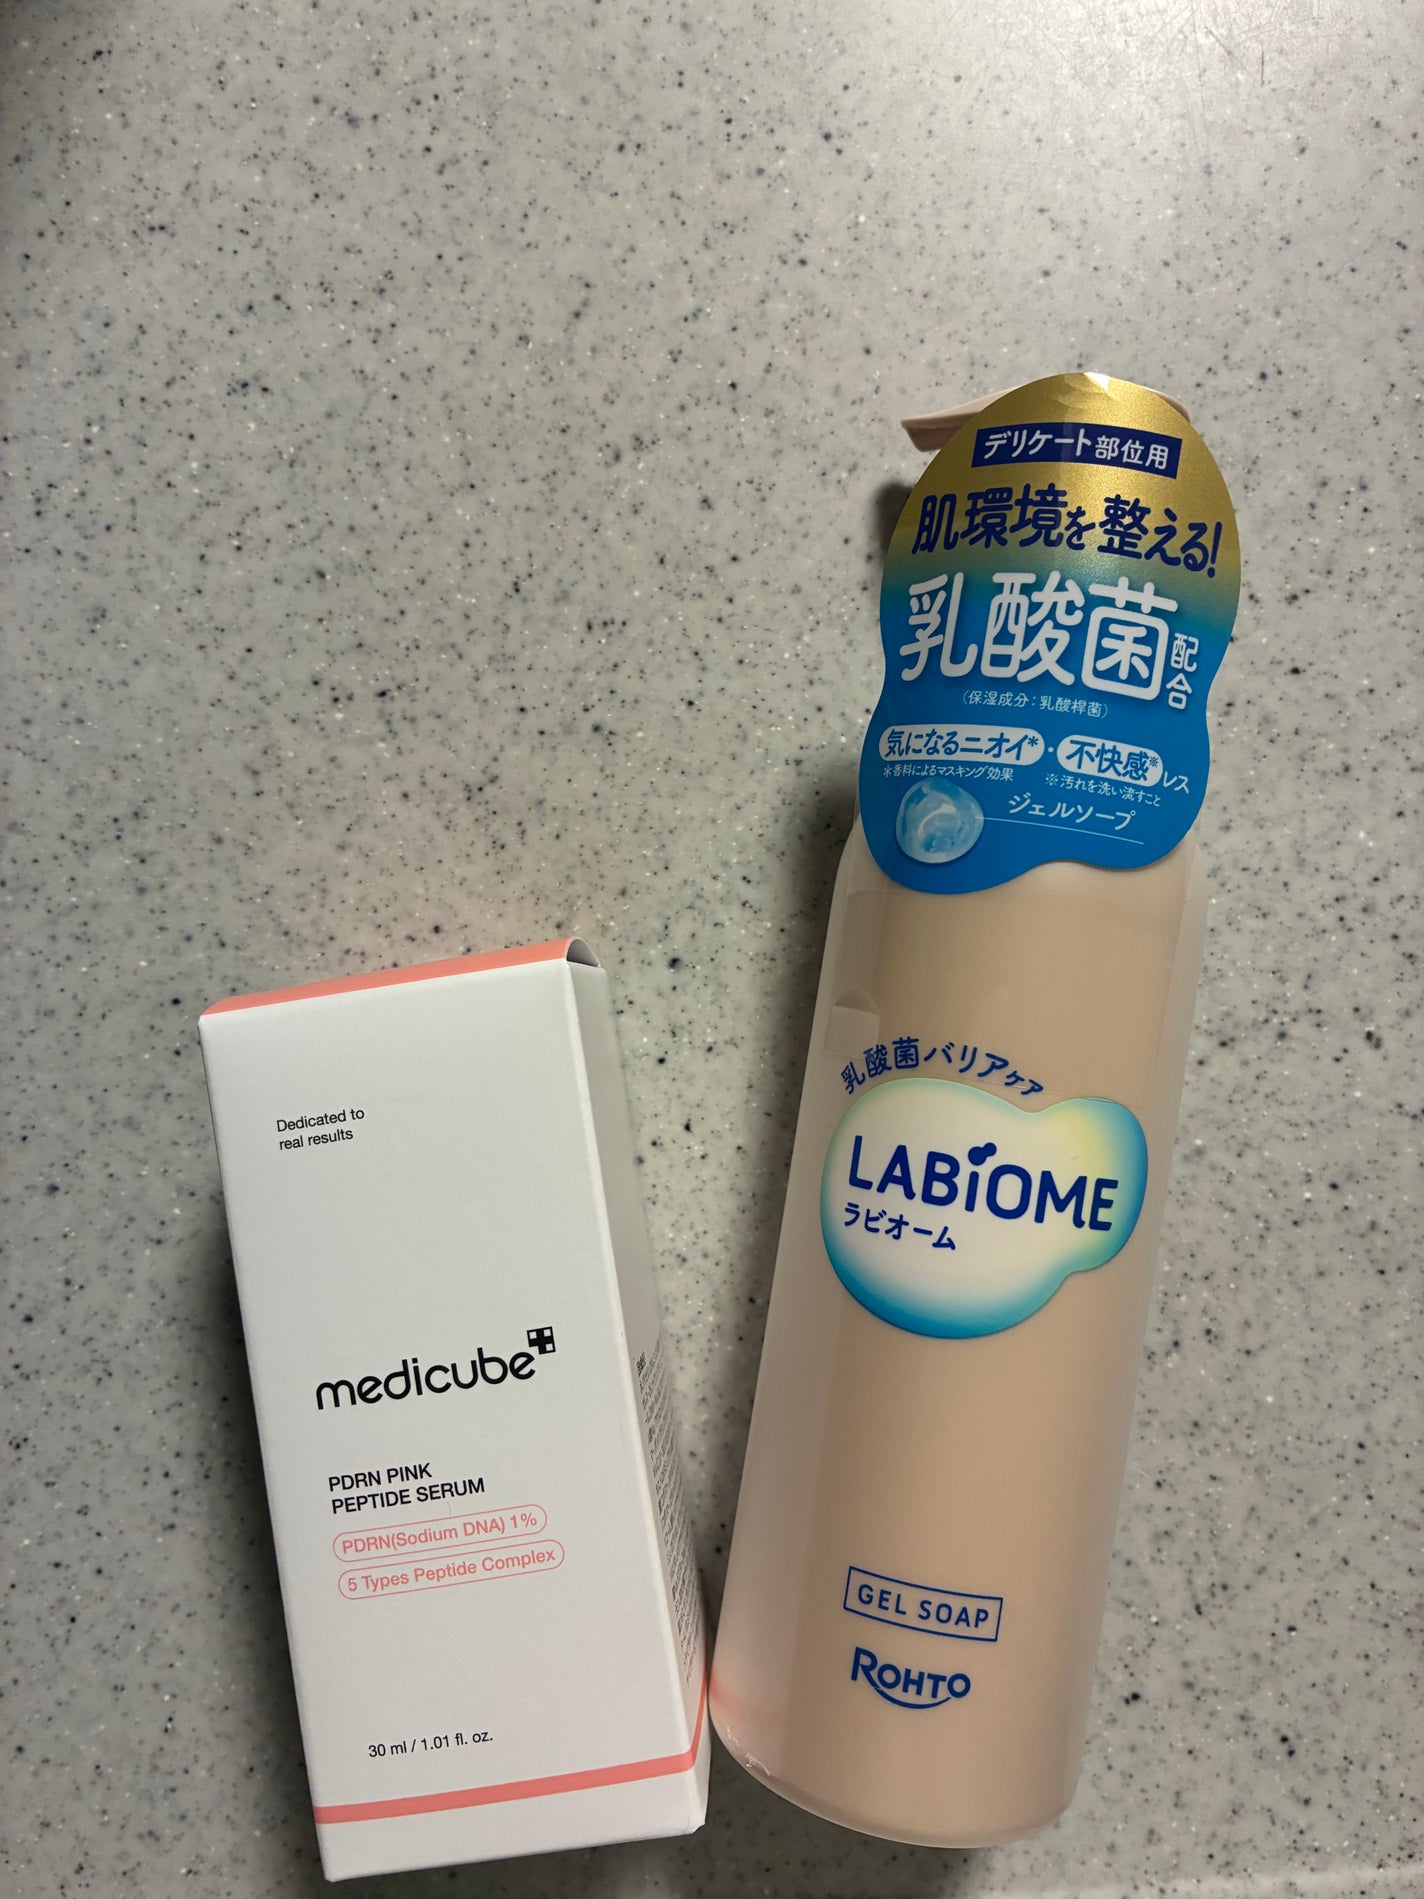 Dedicated to
real results
medicube
PDRN PINK
PEPTIDE SERUM
PDRN(Sodium DNA) 1%
5 Types Peptide Complex
30 ml / 1.01 fl. oz.
デリケート部位用
肌環境を整える!
乳酸菌配合
(保湿成分:乳酸桿菌)
気になるニオイ*・不快感※レス
*香料によるマスキング効果
※汚れを洗い流すこと
ジェルソープ
乳酸菌バリアケア
LABiOME
ラビオーム
GEL SOAP
ROHTO